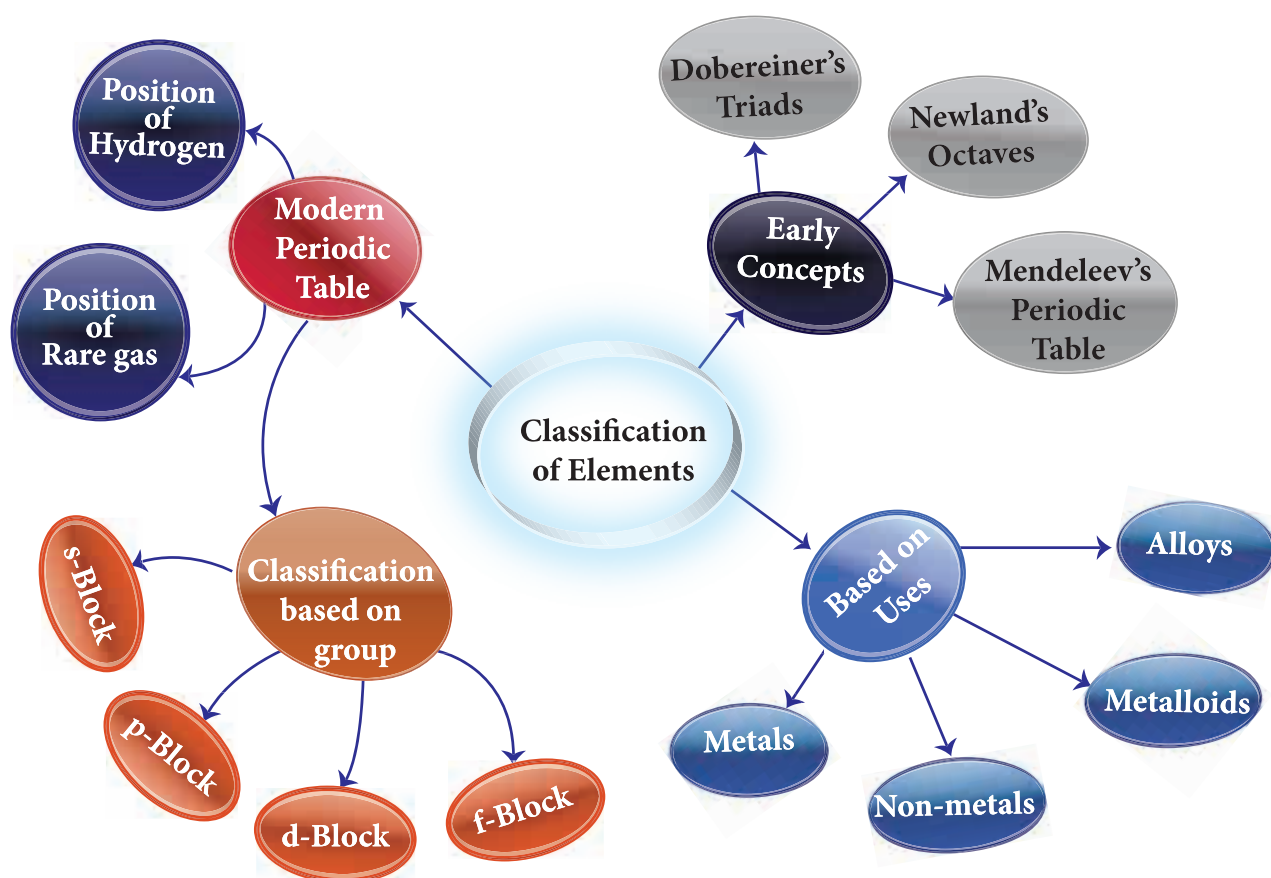 Position
of
Hydrogen
Modern
Periodic
Table
Position
of
Rare gas
Dobereiner's
Triads
Newland's
Octaves
Early
Concepts
Mendeleev's
Periodic
Table
Classification
of Elements
Classification
based on
group
s-Block
p-Block
d-Block
f-Block
Based on
Uses
Alloys
Metalloids
Metals
Non-metals